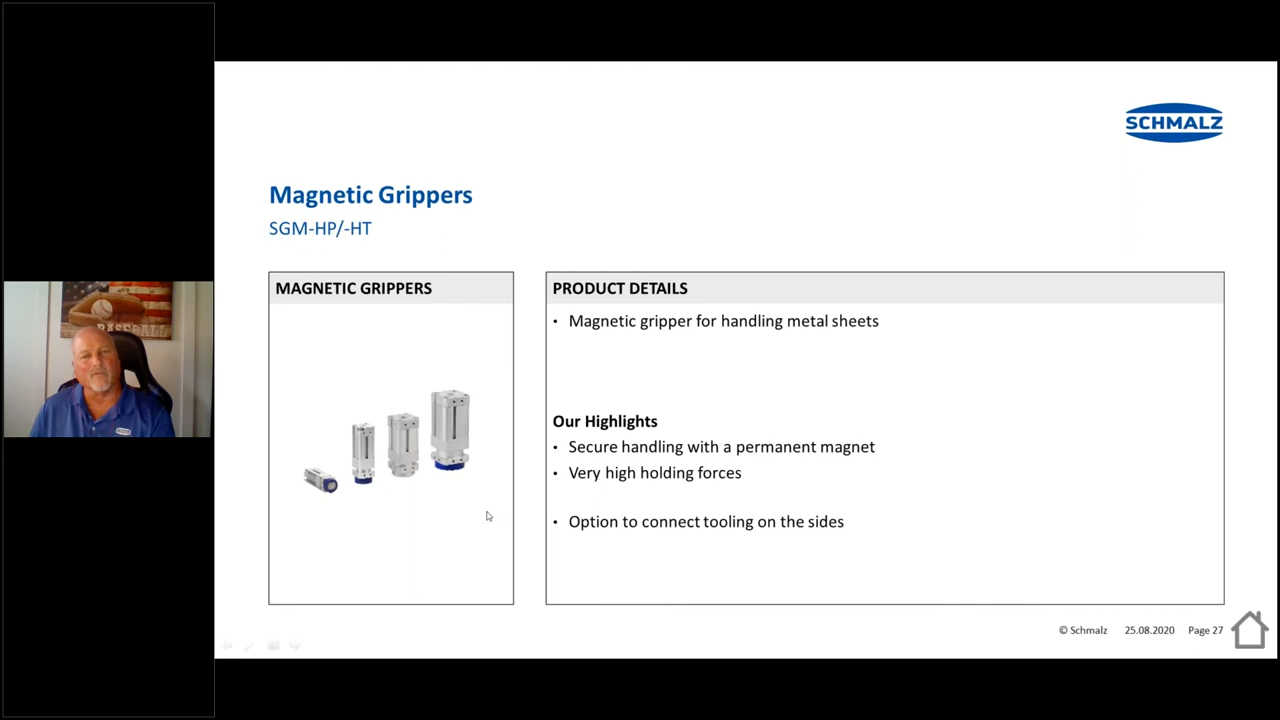 SCHMALZ
Magnetic Grippers
SGM-HP/-HT
MAGNETIC GRIPPERS
PRODUCT DETAILS
• Magnetic gripper for handling metal sheets
Our Highlights
• Secure handling with a permanent magnet
• Very high holding forces
• Option to connect tooling on the sides
BASEBALL
© Schmalz 25.08.2020 Page 27